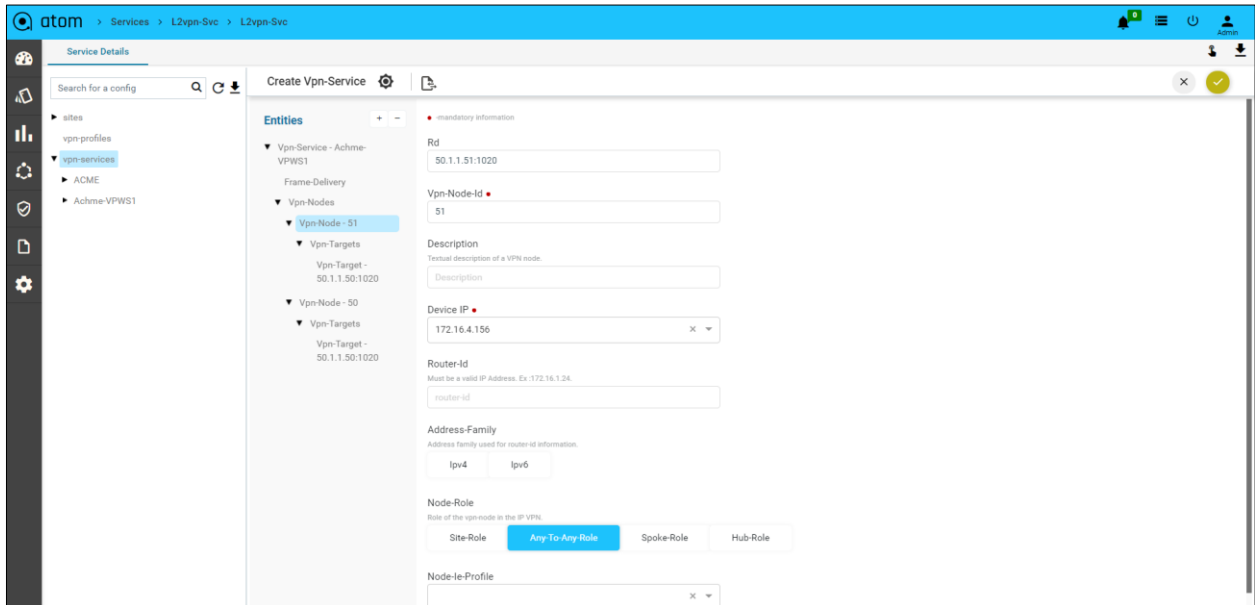 atom > Services > L2vpn-Svc > L2vpn-Svc
0
Admin
Service Details
Search for a config
sites
vpn-profiles
vpn-services
ACME
Achme-VPWS1
Create Vpn-Service
Entities
+ -
Vpn-Service - Achme-
VPWS1
Frame-Delivery
Vpn-Nodes
Vpn-Node - 51
Vpn-Targets
Vpn-Target -
50.1.1.50:1020
Vpn-Node - 50
Vpn-Targets
Vpn-Target -
50.1.1.50:1020
-mandatory information
Rd
50.1.1.51:1020
Vpn-Node-Id
51
Description
Textual description of a VPN node.
Description
Device IP
172.16.4.156
Router-Id
Must be a valid IP Address. Ex :172.16.1.24.
router-id
Address-Family
Address family used for router-id information.
Ipv4 Ipv6
Node-Role
Role of the vpn-node in the IP VPN.
Site-Role Any-To-Any-Role Spoke-Role Hub-Role
Node-Ie-Profile